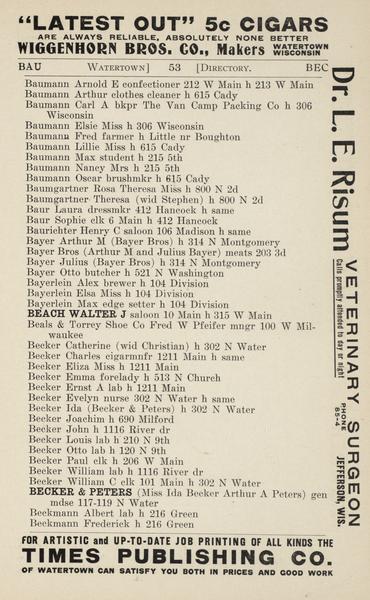 "LATEST OUT" 5c CIGARS
ARE ALWAYS RELIABLE, ABSOLUTELY NONE BETTER
WIGGENHORN BROS. CO., Makers WATERTOWN WISCONSIN
BAU WATERTOWN] 53 [DIRECTORY. BEC
Baumann Arnold E confectioner 212 W Main h 213 W Main
Baumann Arthur clothes cleaner h 615 Cady
Baumann Carl A bkpr The Van Camp Packing Co h 306
Wisconsin
Baumann Elsie Miss h 306 Wisconsin
Baumann Fred farmer h Little nr Boughton
Baumann Lillie Miss h 615 Cady
Baumann Max student h 215 5th
Baumann Nancy Mrs h 215 5th
Baumann Oscar brushmkr h 615 Cady
Baumgartner Rosa Theresa Miss h 800 N 2d
Baumgartner Theresa (wid Stephen) h 800 N 2d
Baur Laura dressmkr 412 Hancock h same
Baur Sophie clk 6 Main h 412 Hancock
Baurichter Henry C saloon 106 Madison h same
Bayer Arthur M (Bayer Bros) h 314 N Montgomery
Bayer Bros (Arthur M and Julius Bayer) meats 203 3d
Bayer Julius (Bayer Bros) h 314 N Montgomery
Bayer Otto butcher h 521 N Washington
Bayerlein Alex brewer h 104 Division
Bayerlein Elsa Miss h 104 Division
Bayerlein Max edge setter h 104 Division
BEACH WALTER J saloon 10 Main h 315 W Main
Beals & Torrey Shoe Co Fred W Pfeifer mngr 100 W Mil-
waukee
Becker Catherine (wid Christian) h 302 N Water
Becker Charles cigarmnfr 1211 Main h same
Becker Eliza Miss h 1211 Main
Becker Emma forelady h 513 N Church
Becker Ernst A lab h 1211 Main
Becker Evelyn nurse 302 N Water h same
Becker Ida (Becker & Peters) h 302 N Water
Becker Joachim h 690 Milford
Becker John h 1116 River dr
Becker Louis lab h 210 N 9th
Becker Otto lab h 120 N 9th
Becker Paul clk h 206 W Main
Becker William lab h 1116 River dr
Becker William C clk 101 Main h 302 N Water
BECKER & PETERS (Miss Ida Becker Arthur A Peters) gen
mdse 117-119 N Water
Beckmann Albert lab h 216 Green
Beckmann Frederick h 216 Green
FOR ARTISTIC and UP-TO-DATE JOB PRINTING OF ALL KINDS THE
TIMES PUBLISHING CO.
OF WATERTOWN CAN SATISFY YOU BOTH IN PRICES AND GOOD WORK
Dr. L. E. Risum
VETERINARY SURGEON
Calls promptly attended to day or night
PHONE 85-4
JEFFERSON, WIS.